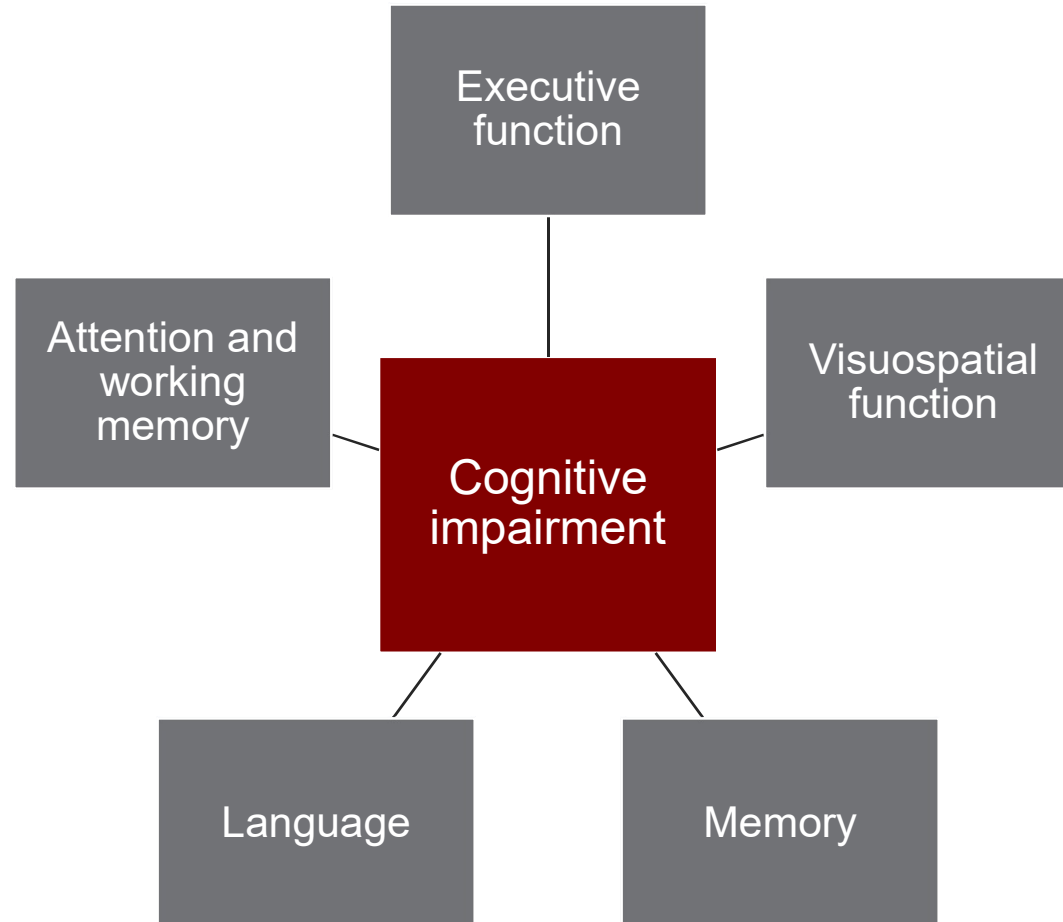 Executive
function
Attention and
working
memory
Visuospatial
function
Cognitive
impairment
Language
Memory